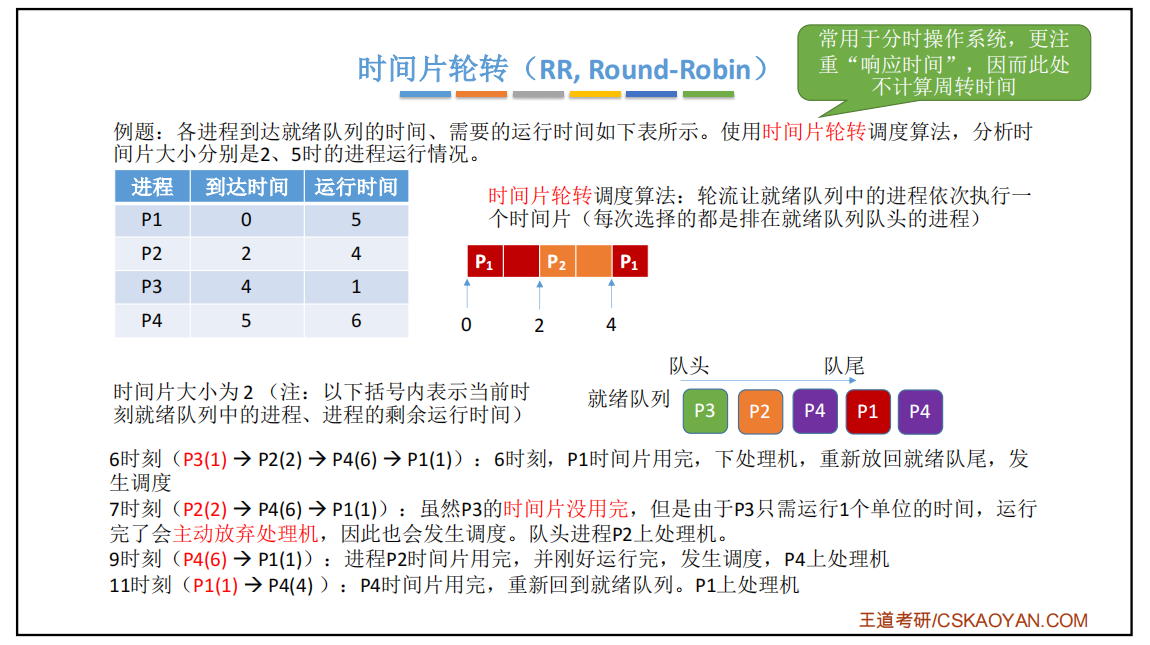 常用于分时操作系统，更注
重“响应时间”，因而此处
不计算周转时间
时间片轮转（RR, Round-Robin）
例题：各进程到达就绪队列的时间、需要的运行时间如下表所示。使用时间片轮转调度算法，分析时
间片大小分别是2、5时的进程运行情况。
进程 到达时间 运行时间
P1 0 5
P2 2 4
P3 4 1
P4 5 6
时间片轮转调度算法：轮流让就绪队列中的进程依次执行一
个时间片（每次选择的都是排在就绪队列队头的进程）
P₁ P₂ P₁
0 2 4
队头 队尾
就绪队列 P3 P2 P4 P1 P4
时间片大小为 2 （注：以下括号内表示当前时
刻就绪队列中的进程、进程的剩余运行时间）
6时刻（P3(1) → P2(2) → P4(6) → P1(1)）：6时刻，P1时间片用完，下处理机，重新放回就绪队尾，发
生调度
7时刻（P2(2) → P4(6) → P1(1)）：虽然P3的时间片没用完，但是由于P3只需运行1个单位的时间，运行
完了会主动放弃处理机，因此也会发生调度。队头进程P2上处理机。
9时刻（P4(6) → P1(1)）：进程P2时间片用完，并刚好运行完，发生调度，P4上处理机
11时刻（P1(1) → P4(4) ）：P4时间片用完，重新回到就绪队列。P1上处理机
王道考研/CSKAOYAN.COM